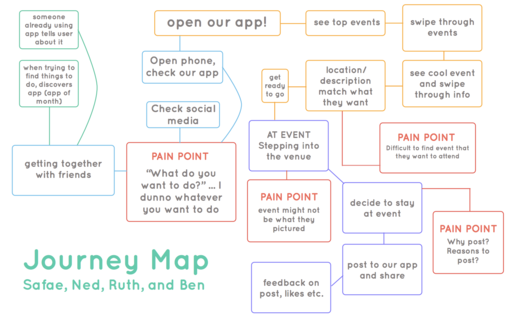 someone
already using
app tells user
about it
when trying to
find things to
do, discovers
app (app of
month)
getting together
with friends
open our app!
Open phone,
check our app
Check social
media
PAIN POINT
"What do you
want to do?" ... I
dunno whatever
you want to do
see top events
swipe through
events
see cool event
and swipe
through info
location/
description
match what
they want
get
ready
to go
PAIN POINT
Difficult to find event that
they want to attend
AT EVENT
Stepping into
the venue
PAIN POINT
event might not
be what they
pictured
decide to stay
at event
PAIN POINT
Why post?
Reasons to
post?
post to our app
and share
feedback on
post, likes etc.
Journey Map
Safae, Ned, Ruth, and Ben